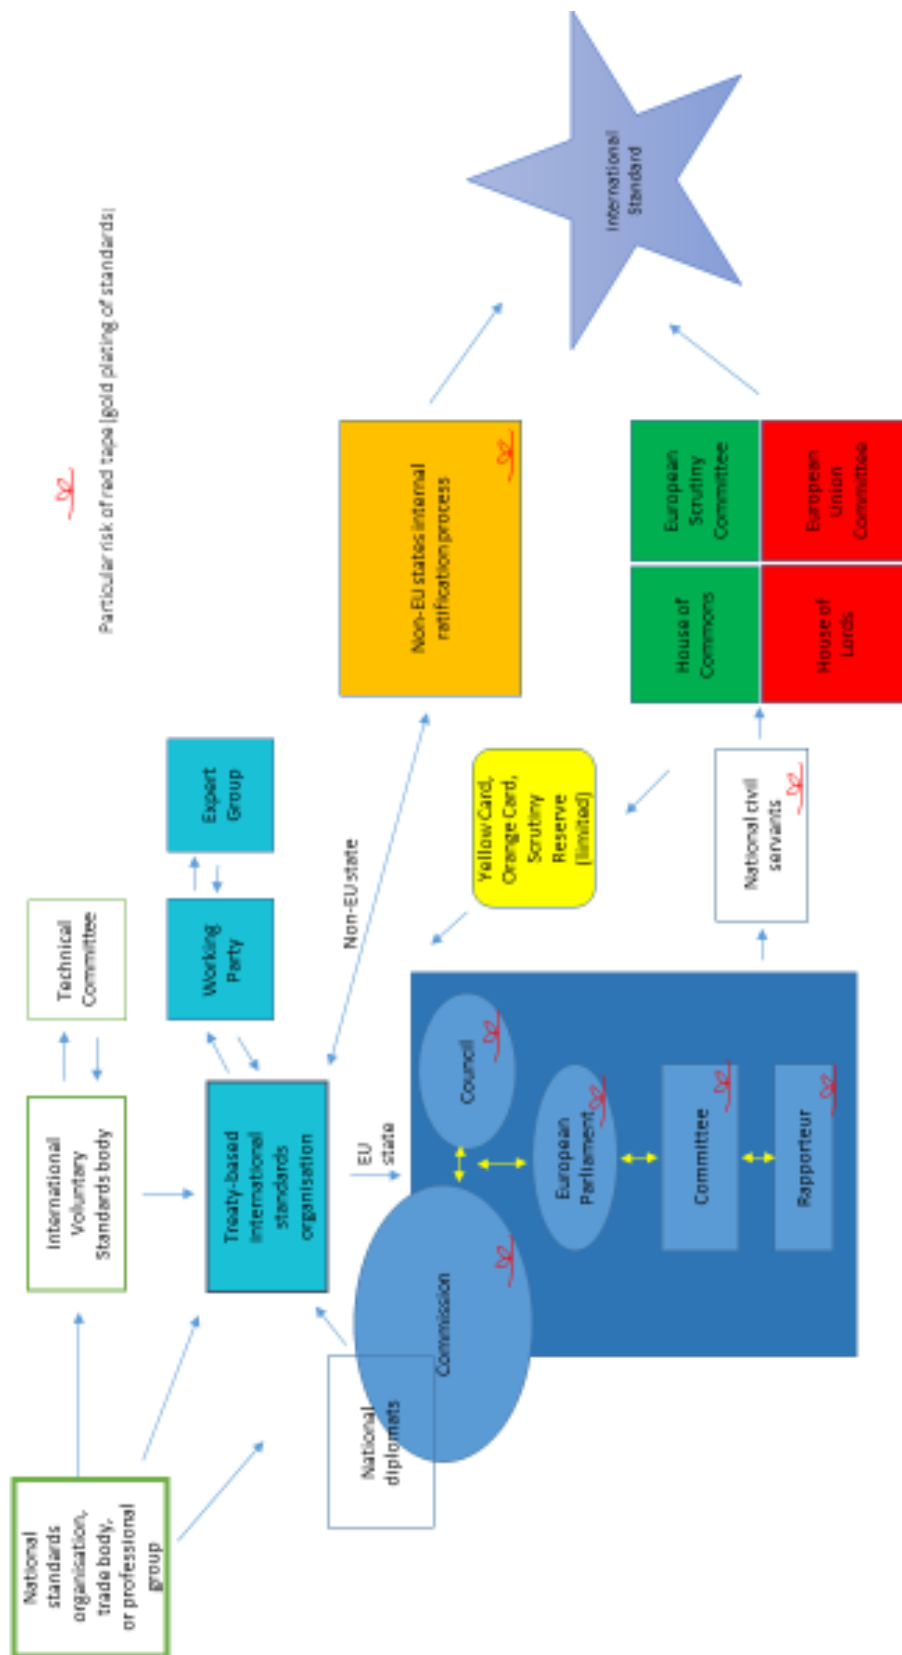 National
standards
organisation,
trade body,
or professional
group
International
Voluntary
Standards body
Technical
Committee
Particular risk of red tape (gold plating of standards)
Treaty-based
international
standards
organisation
Working
Party
Expert
Group
National
diplomats
EU
state
Non-EU state
Non-EU states internal
ratification process
International
Standard
Commission
Council
European
Parliament
Committee
Rapporteur
Yellow Card,
Orange Card,
Scrutiny
Reserve
(limited)
National civil
servants
House of
Commons
European
Scrutiny
Committee
House of
Lords
European
Union
Committee